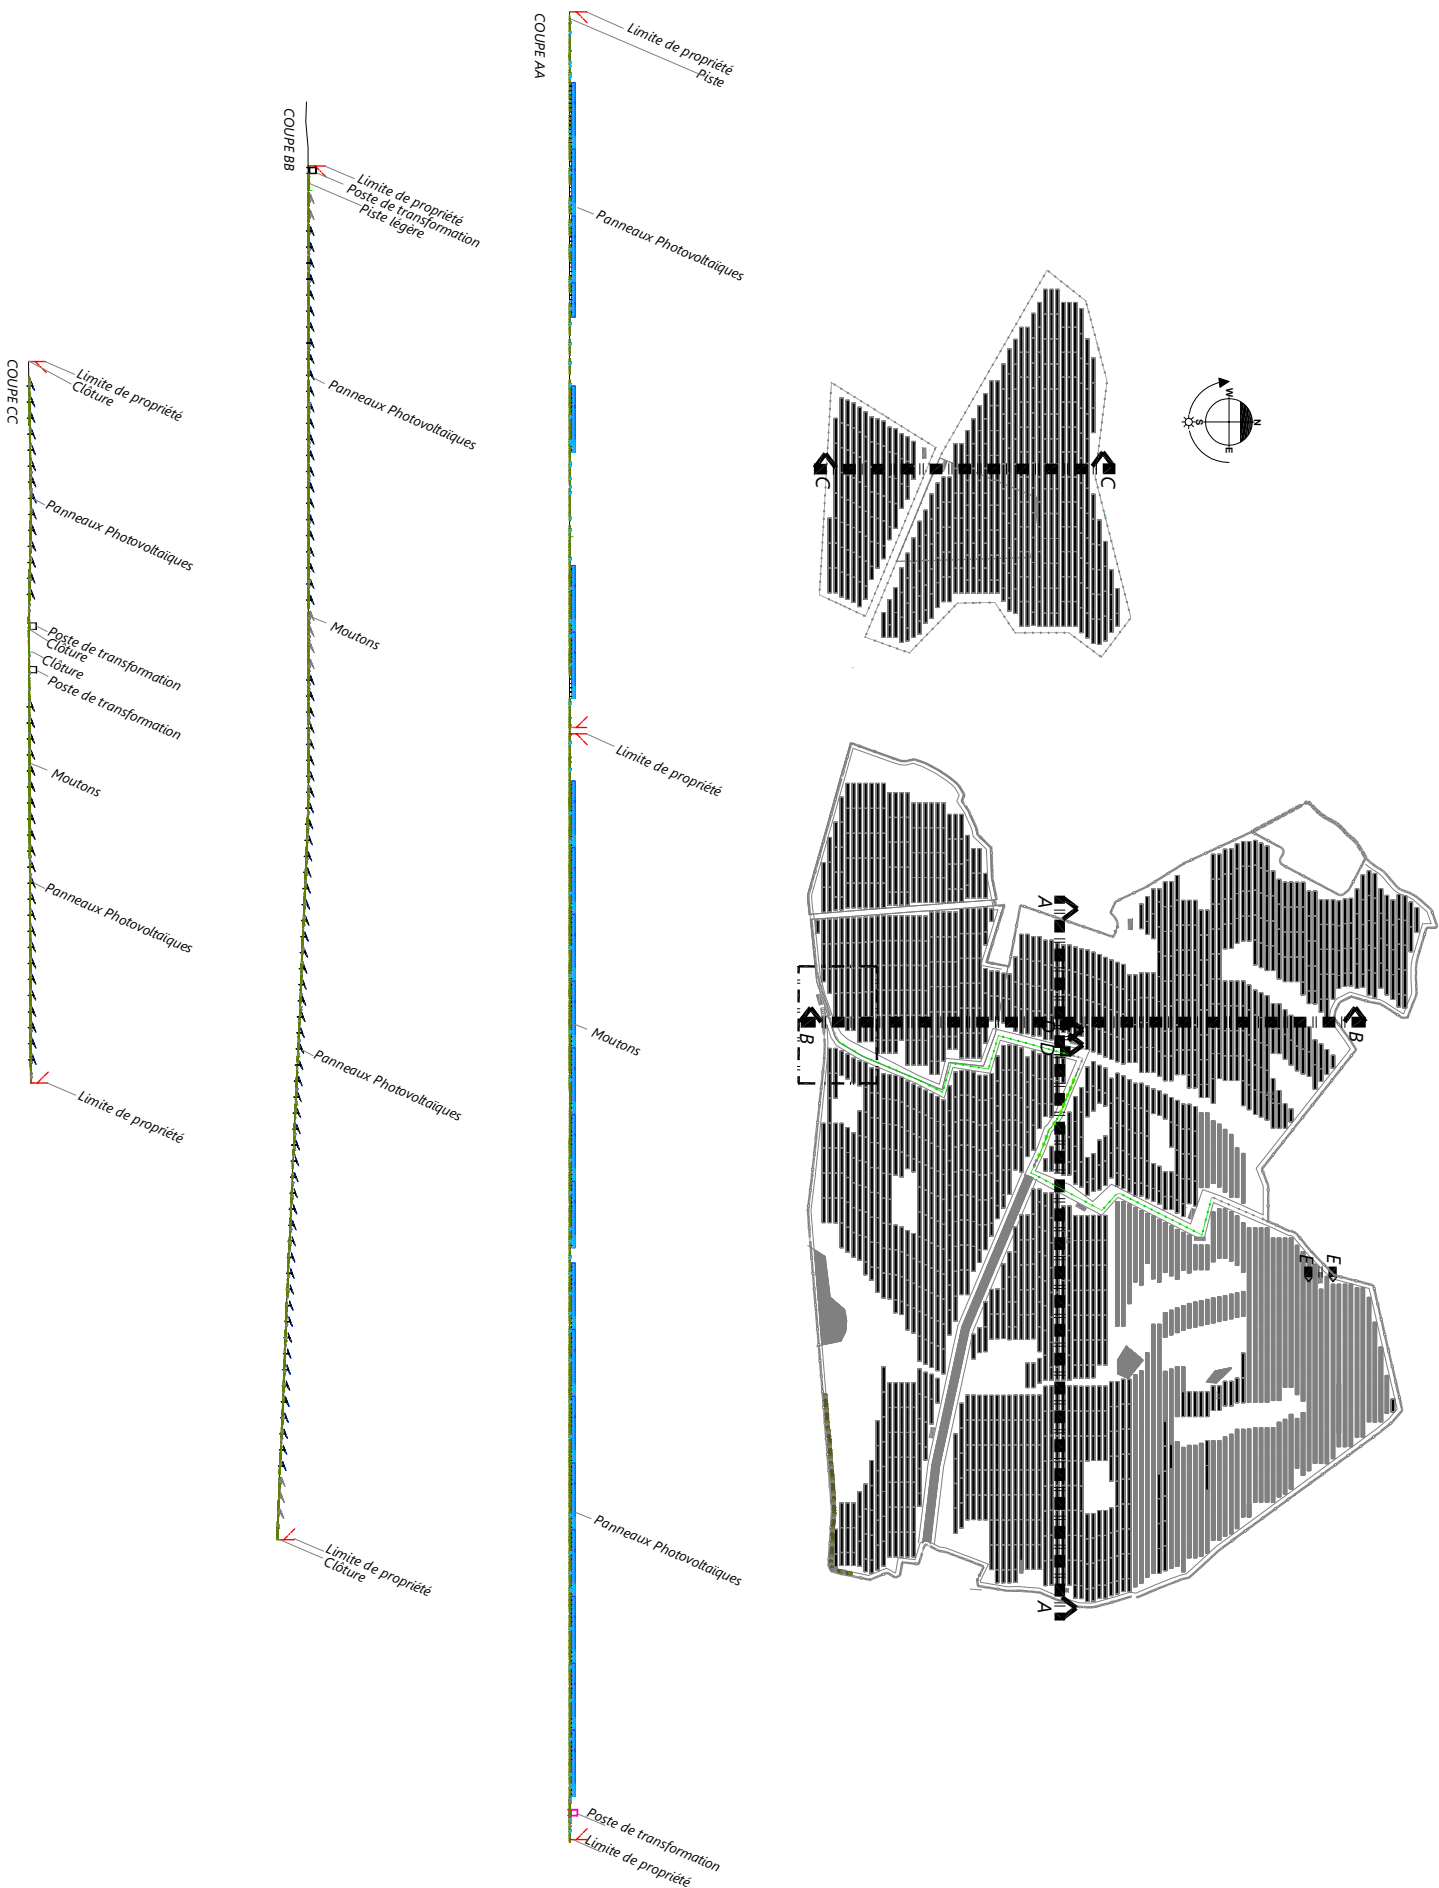 COUPE AA
Limite de propriété
Piste
Panneaux Photovoltaïques
Limite de propriété
Moutons
Panneaux Photovoltaïques
Poste de transformation
Limite de propriété
COUPE BB
Limite de propriété
Poste de transformation
Piste légère
Panneaux Photovoltaïques
Moutons
Panneaux Photovoltaïques
Limite de propriété
Clôture
COUPE CC
Limite de propriété
Clôture
Panneaux Photovoltaïques
Poste de transformation
Clôture
Clôture
Poste de transformation
Moutons
Panneaux Photovoltaïques
Limite de propriété
N
W
S
E
C
C
A
A
B
B
D
D
E
E